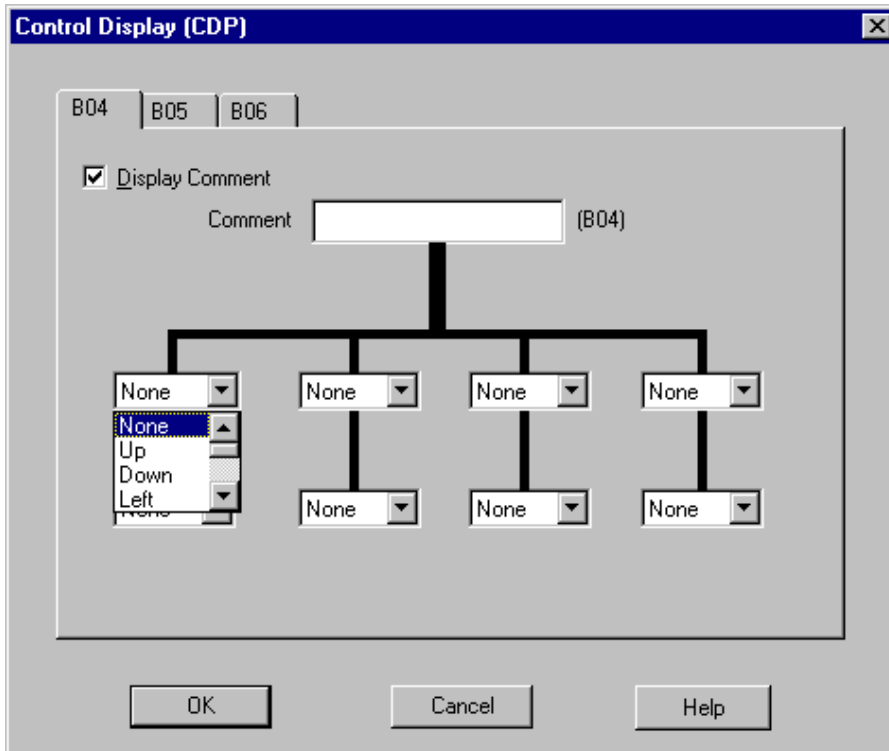 Control Display (CDP)
B04 B05 B06
Display Comment
Comment (B04)
None None None None
None
Up
Down
Left
None None None None
OK Cancel Help